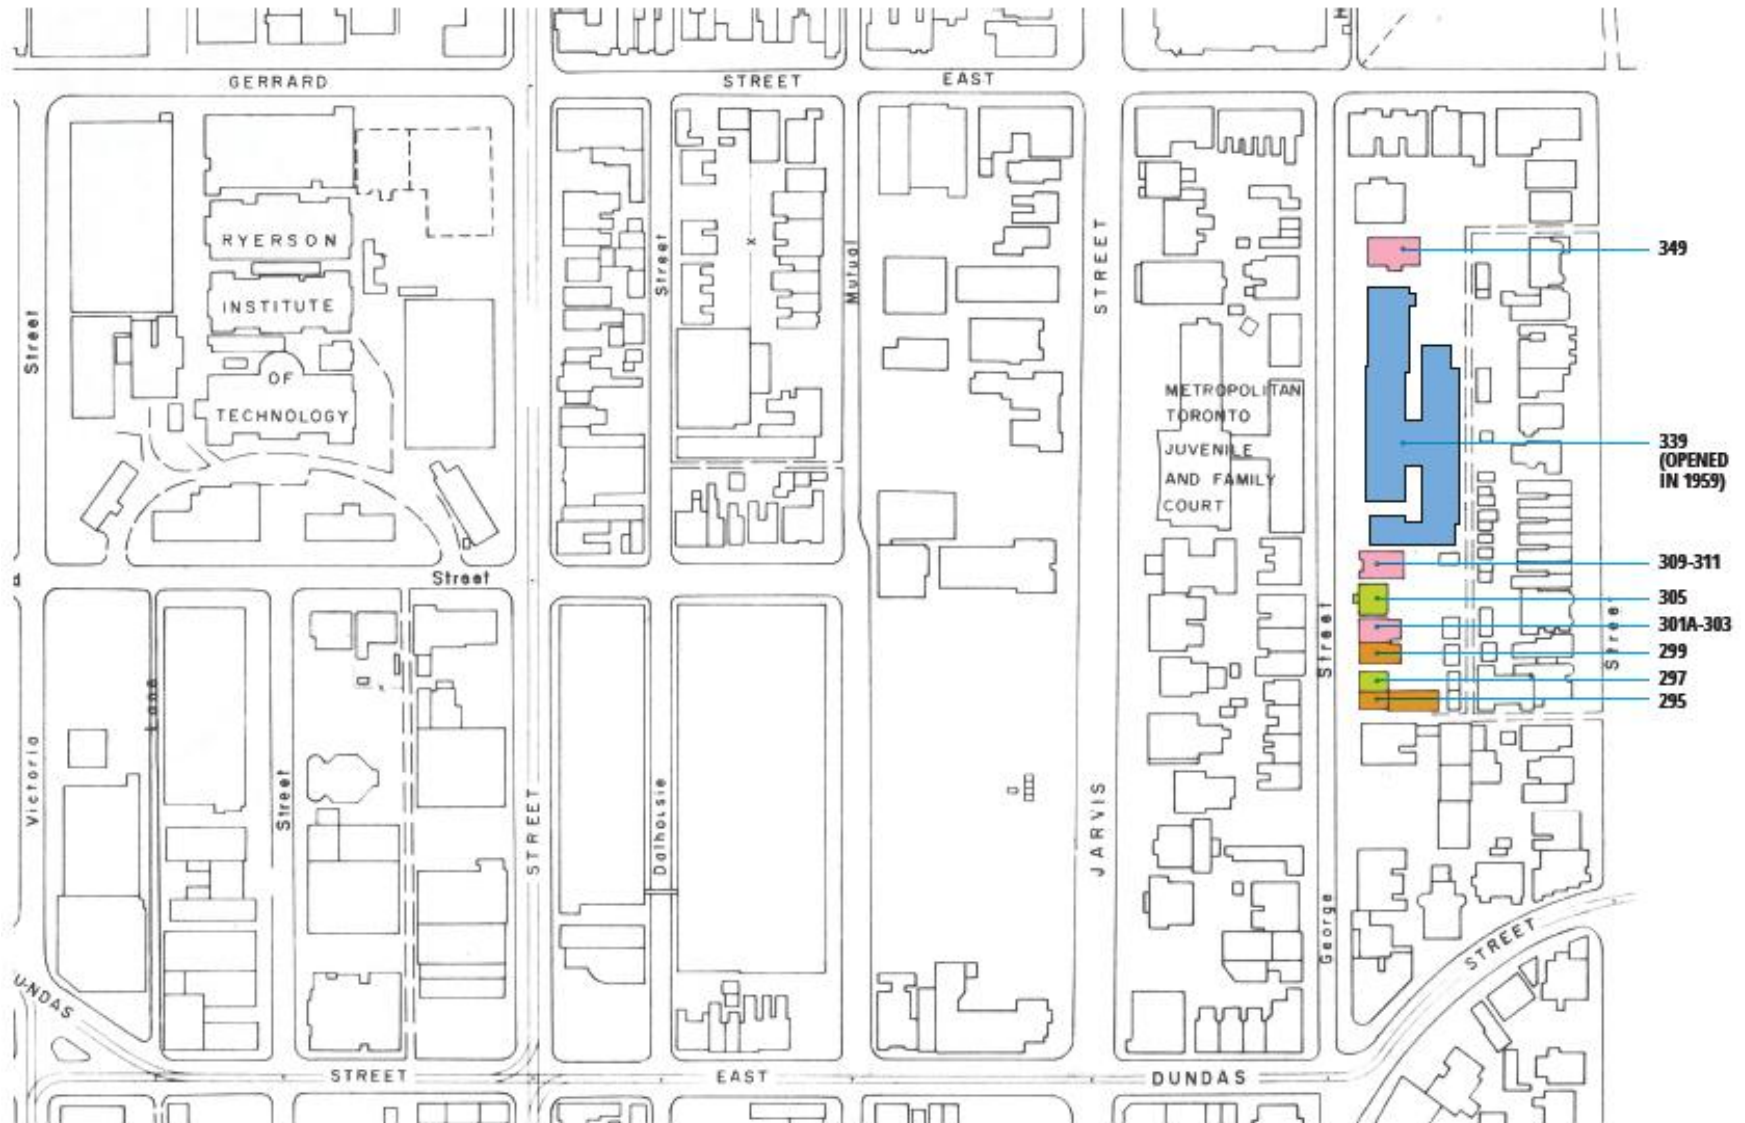 GERRARD STREET EAST
RYERSON
INSTITUTE
OF
TECHNOLOGY
Street
Street
Mutual
STREET
METROPOLITAN
TORONTO
JUVENILE
AND FAMILY
COURT
349
339
(OPENED
IN 1959)
309-311
305
301A-303
299
297
295
Street
Street
Street
Lane
Victoria
Street
STREET
Dalhousie
JARVIS
George
STREET
UNDAS
STREET EAST DUNDAS
x
d